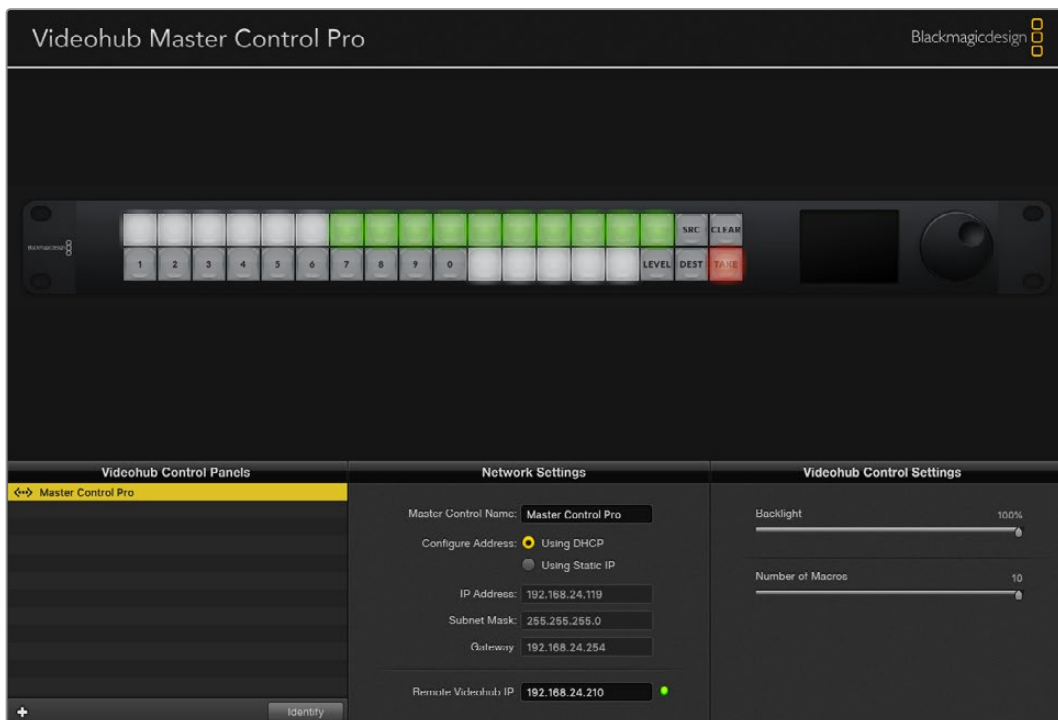 Videohub Master Control Pro
Blackmagicdesign
SRC CLEAR
1 2 3 4 5 6 7 8 9 0 LEVEL DEST TAKE
Videohub Control Panels
Master Control Pro
Identify
Network Settings
Master Control Name: Master Control Pro
Configure Address: Using DHCP
Using Static IP
IP Address: 192.168.24.119
Subnet Mask: 255.255.255.0
Gateway 192.168.24.254
Remote Videohub IP 192.168.24.210
Videohub Control Settings
Backlight 100%
Number of Macros 10